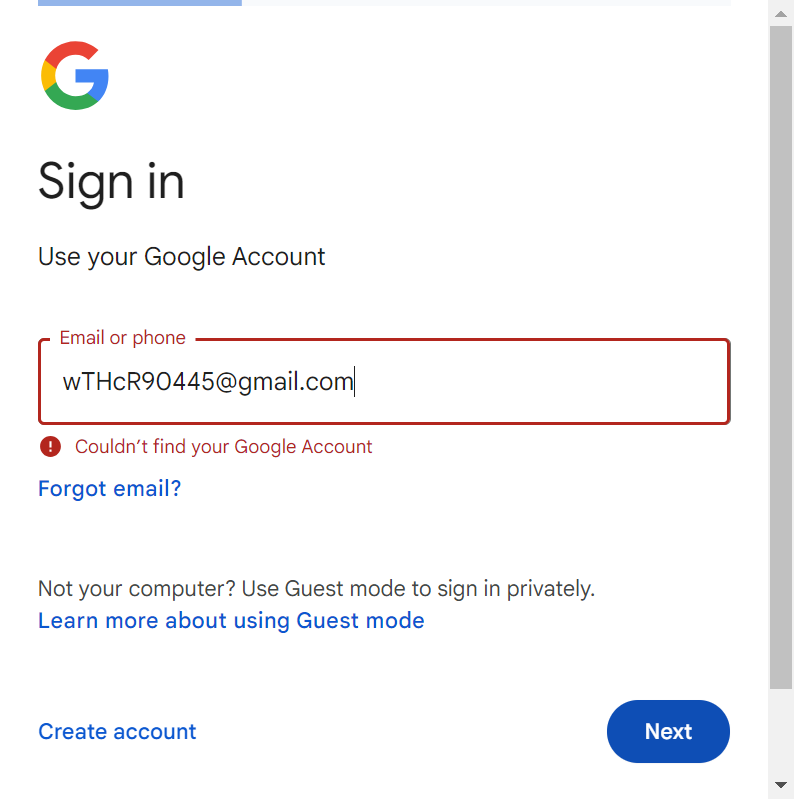 Sign in
Use your Google Account
Email or phone
wTHcR90445@gmail.com
Couldn't find your Google Account
Forgot email?
Not your computer? Use Guest mode to sign in privately.
Learn more about using Guest mode
Create account
Next